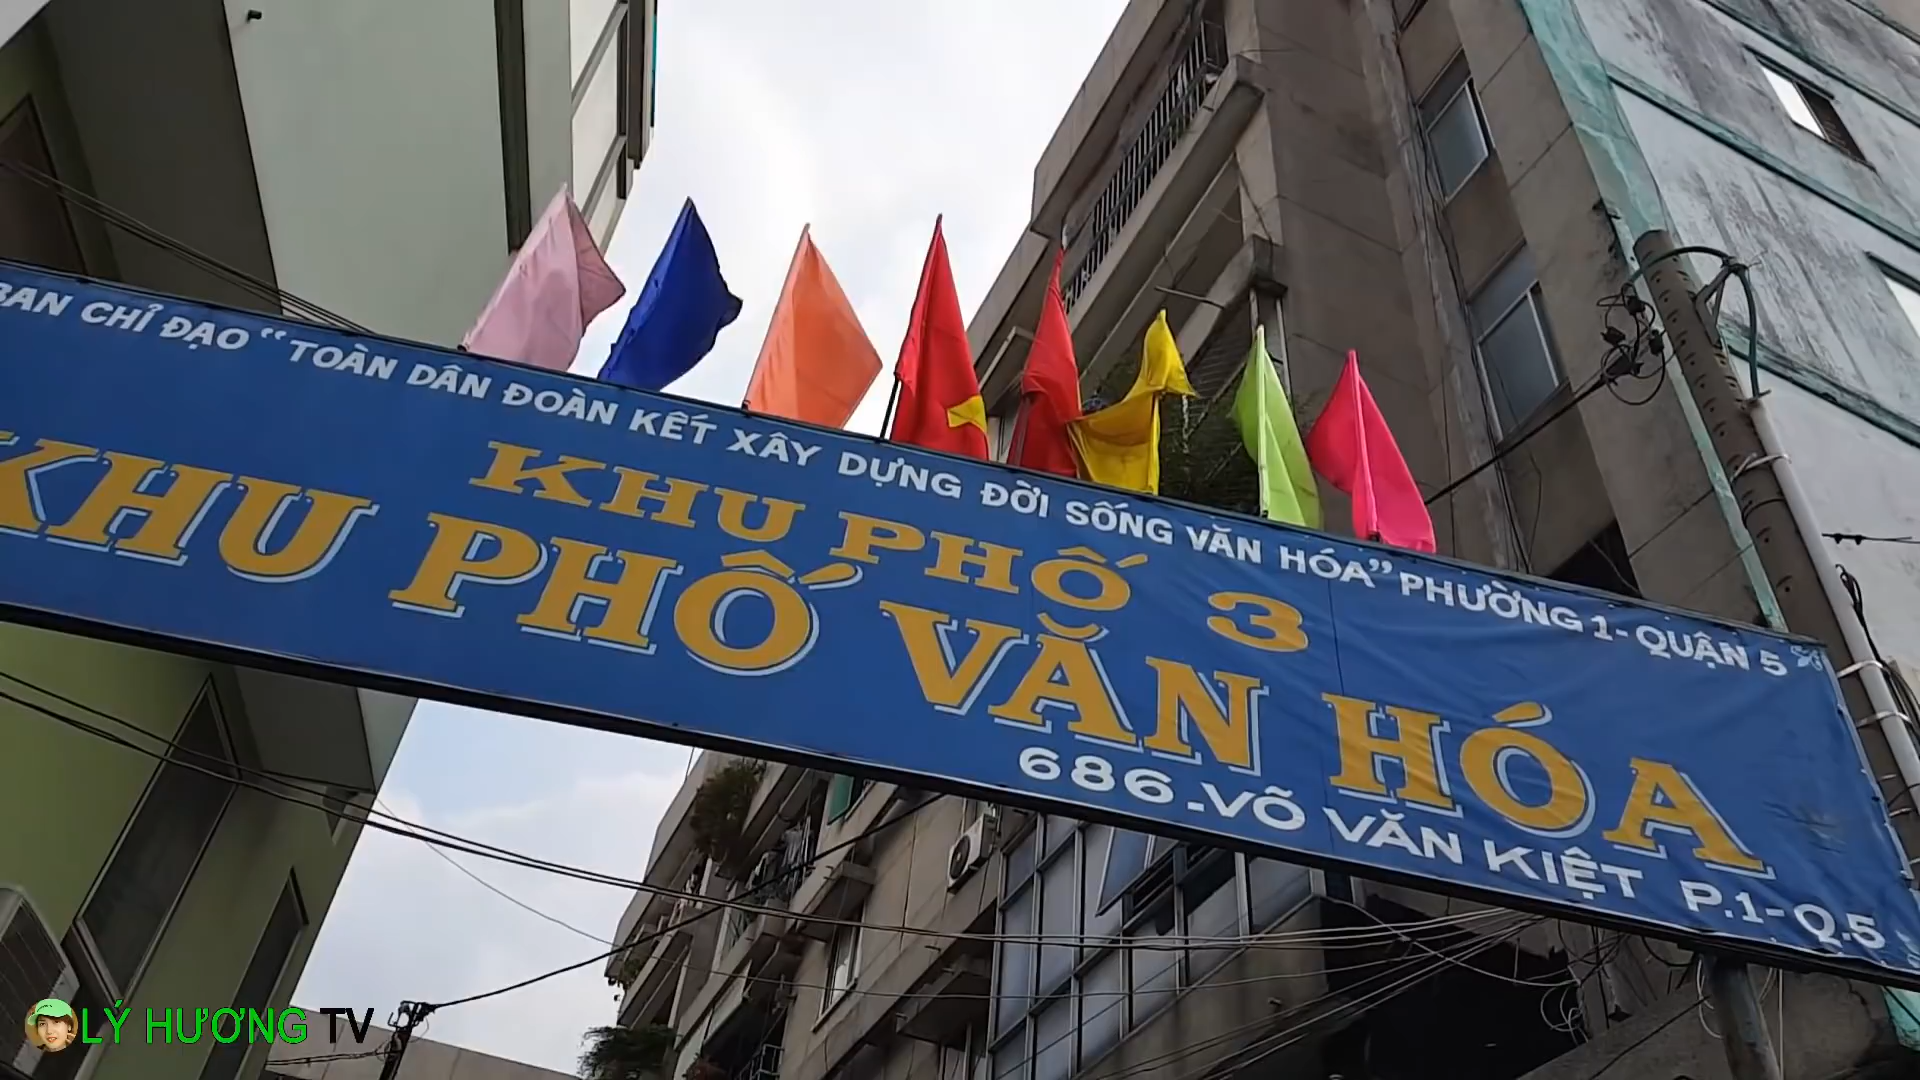 BAN CHỈ ĐẠO "TOÀN DÂN ĐOÀN KẾT XÂY DỰNG ĐỜI SỐNG VĂN HÓA" PHƯỜNG 1-QUẬN 5
KHU PHỐ 3
KHU PHỐ VĂN HÓA
686.VÕ VĂN KIỆT P.1-Q.5
LÝ HƯƠNG TV